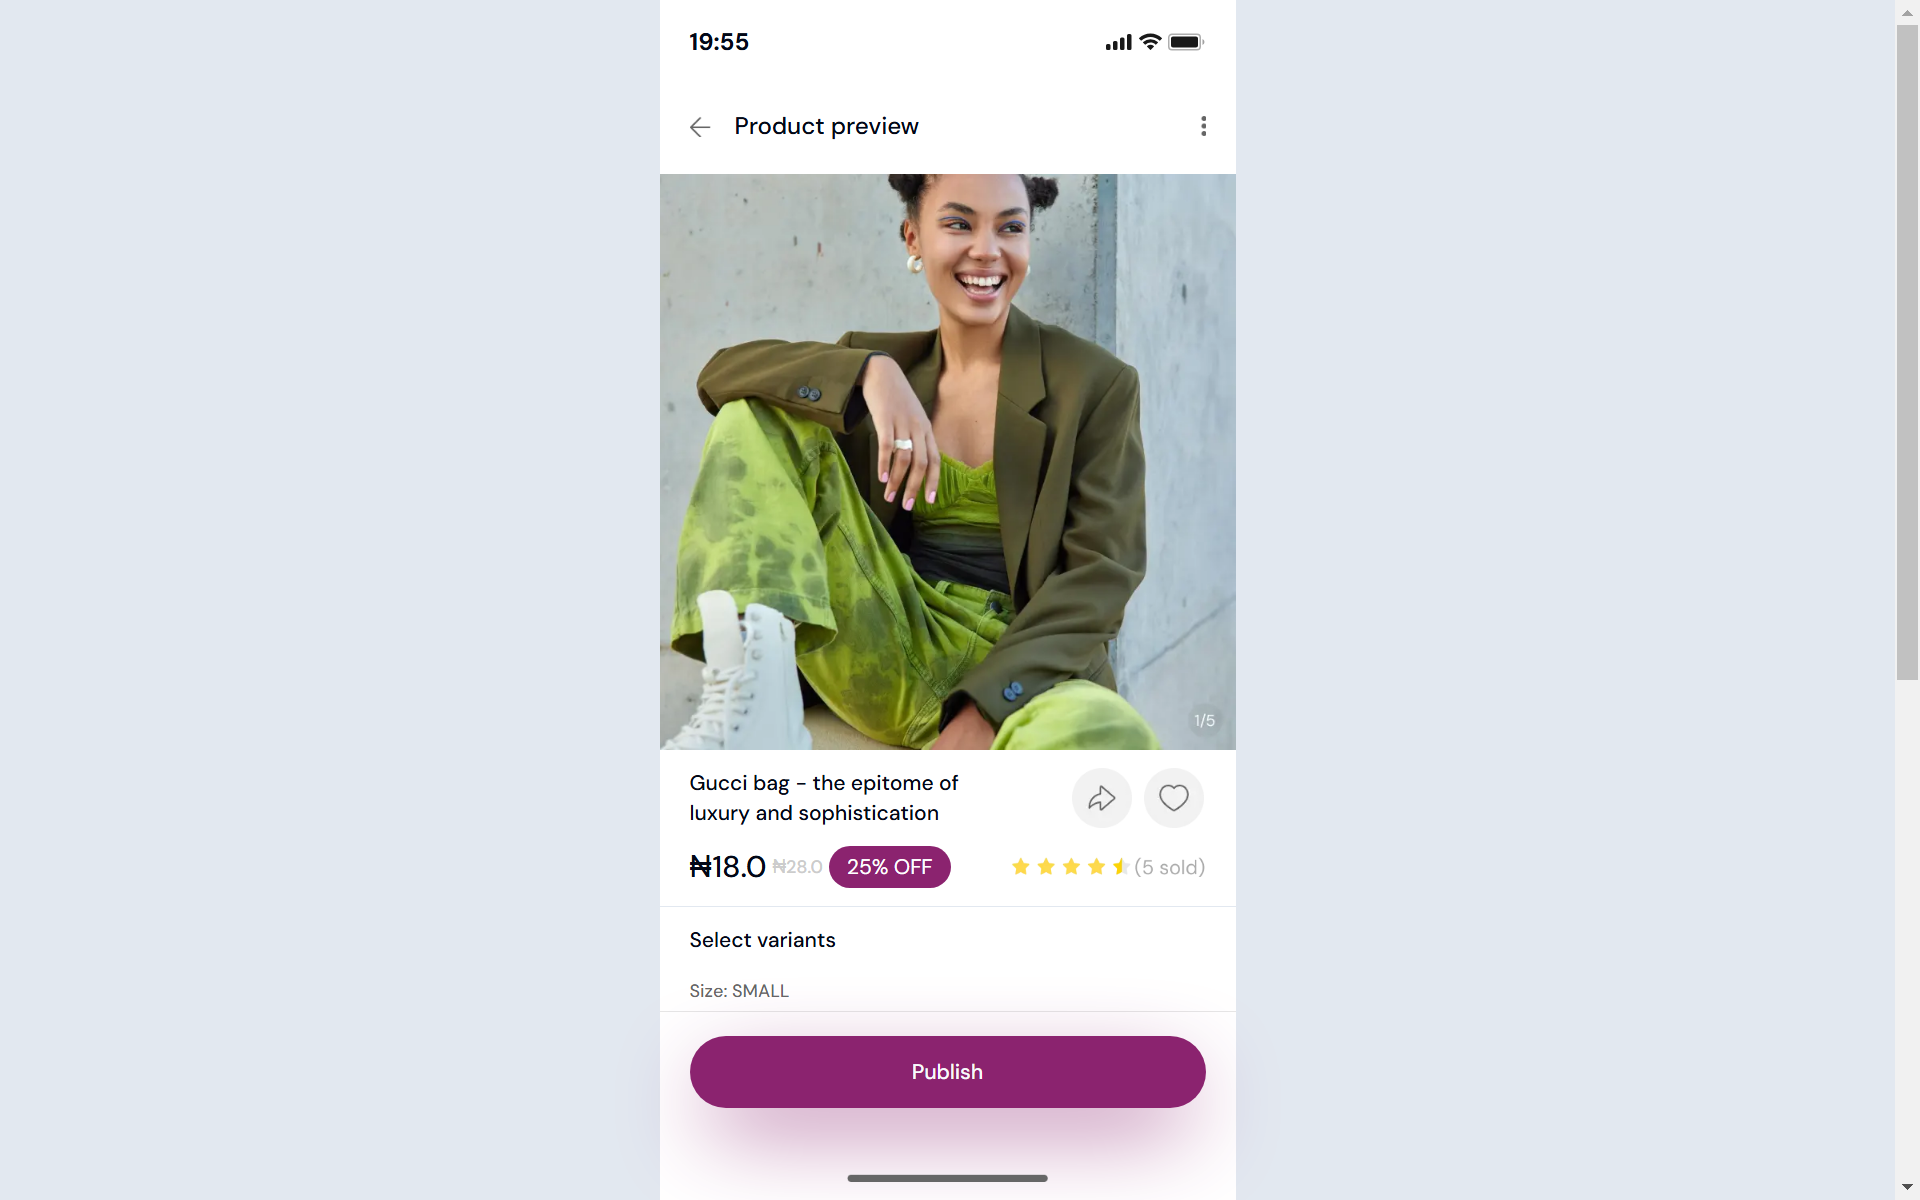 19:55
Product preview
1/5
Gucci bag - the epitome of
luxury and sophistication
₦18.0 ₦28.0 25% OFF (5 sold)
Select variants
Size: SMALL
Publish